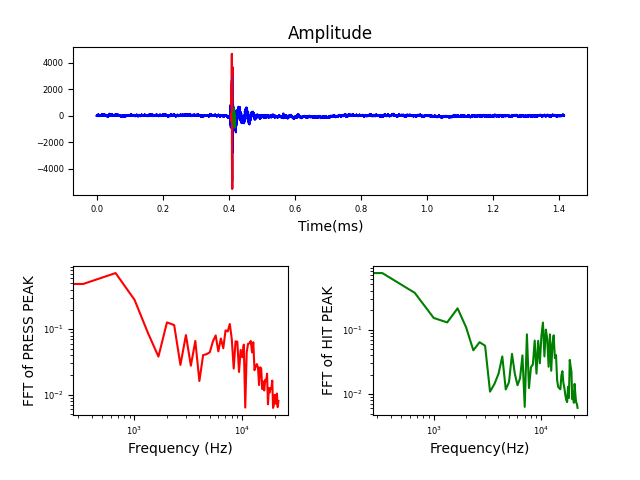 Amplitude
4000
2000
0
−2000
−4000
0.0 0.2 0.4 0.6 0.8 1.0 1.2 1.4
Time(ms)
FFT of PRESS PEAK
10⁻¹
10⁻²
10³ 10⁴
Frequency (Hz)
FFT of HIT PEAK
10⁻¹
10⁻²
10³ 10⁴
Frequency(Hz)